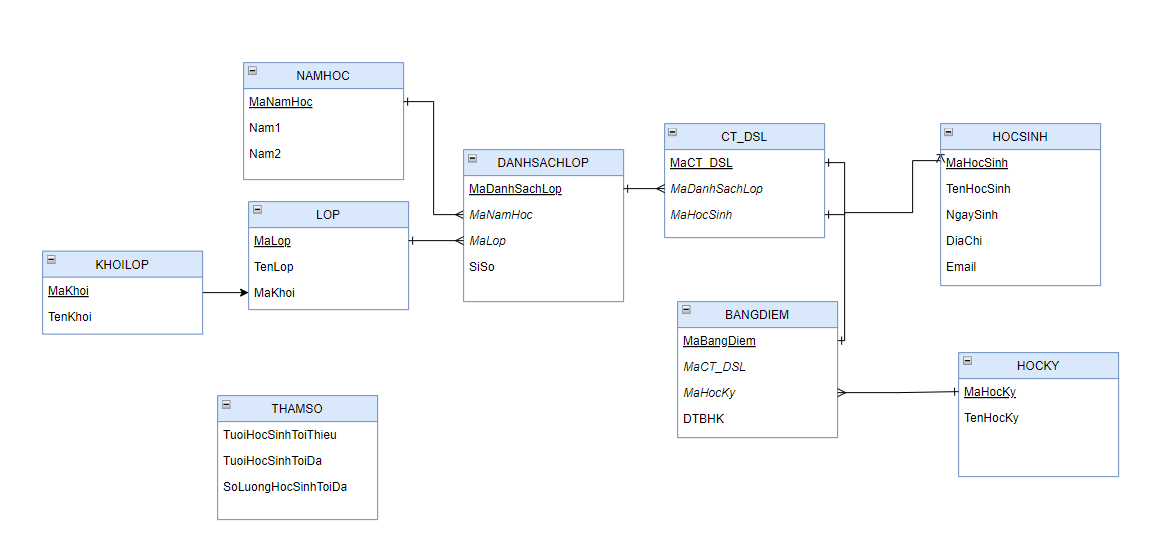 NAMHOC
MaNamHoc
Nam1
Nam2
LOP
MaLop
TenLop
MaKhoi
KHOILOP
MaKhoi
TenKhoi
THAMSO
TuoiHocSinhToiThieu
TuoiHocSinhToiDa
SoLuongHocSinhToiDa
DANHSACHLOP
MaDanhSachLop
MaNamHoc
MaLop
SiSo
CT_DSL
MaCT_DSL
MaDanhSachLop
MaHocSinh
BANGDIEM
MaBangDiem
MaCT_DSL
MaHocKy
DTBHK
HOCSINH
MaHocSinh
TenHocSinh
NgaySinh
DiaChi
Email
HOCKY
MaHocKy
TenHocKy